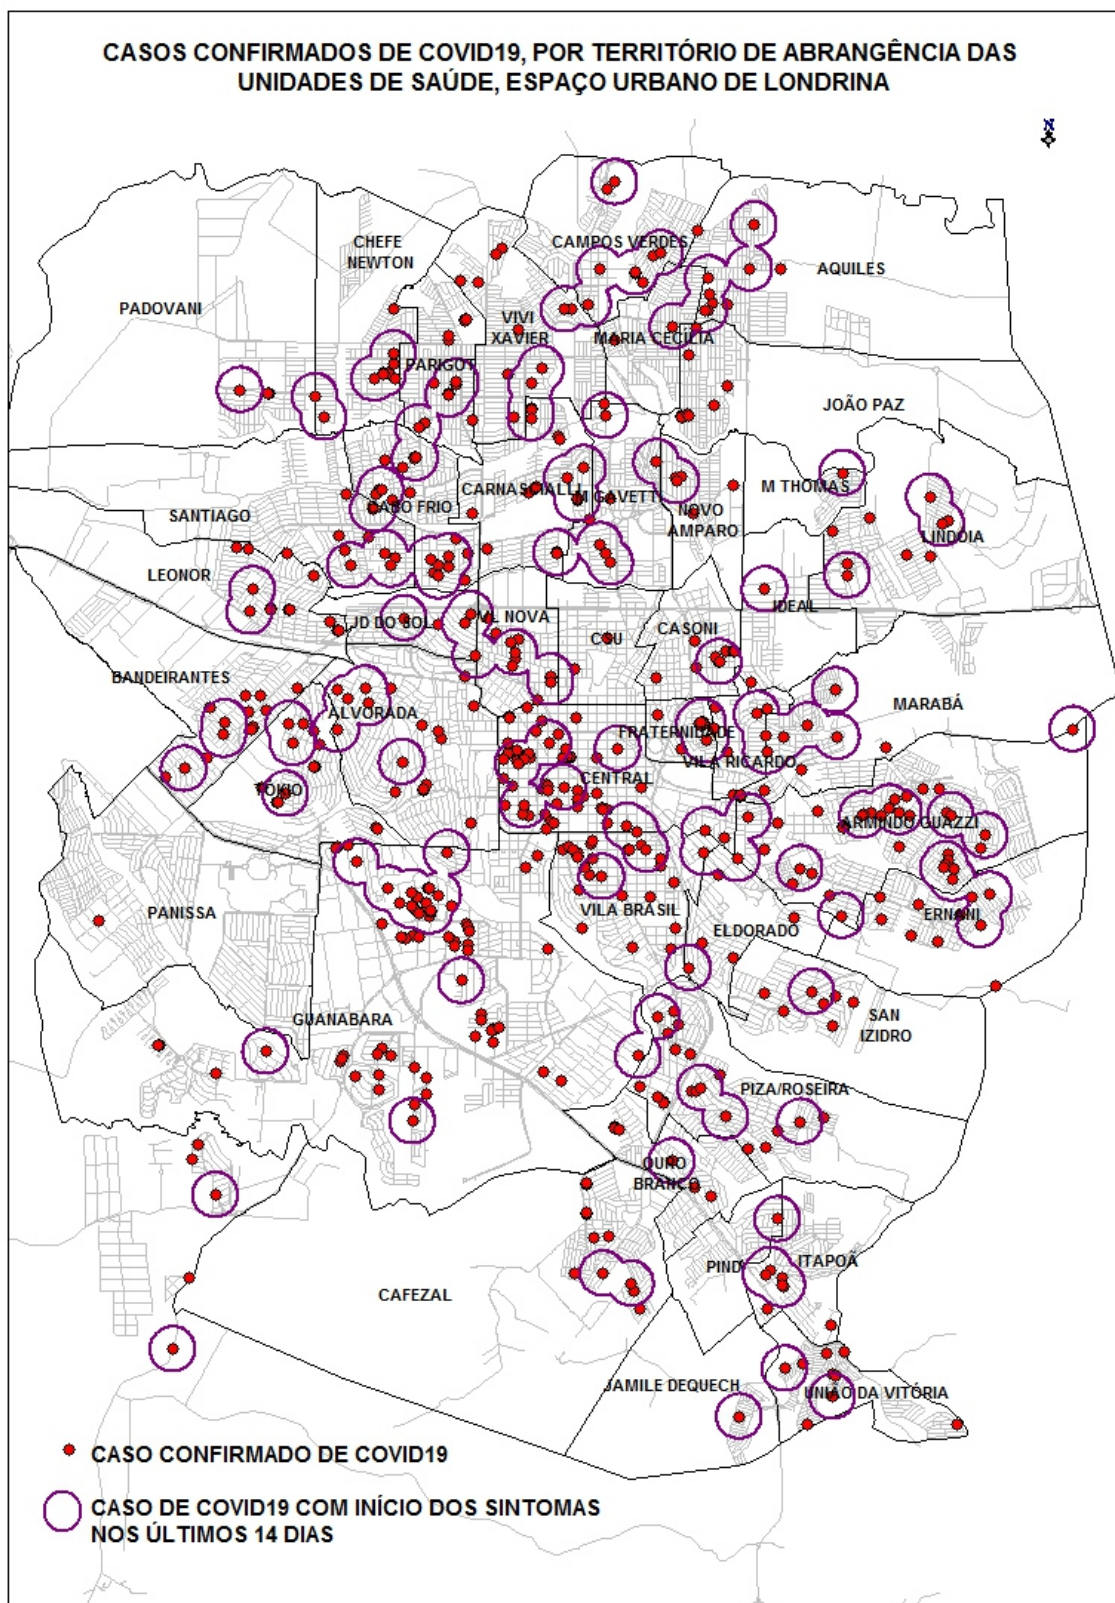 CASOS CONFIRMADOS DE COVID19, POR TERRITÓRIO DE ABRANGÊNCIA DAS
UNIDADES DE SAÚDE, ESPAÇO URBANO DE LONDRINA
N
CHEFE
NEWTON
CAMPOS VERDES
AQUILES
PADOVANI
VIVI
XAVIER
MARIA CECÍLIA
PARIGOT
JOÃO PAZ
CARNASCIALLI
M GAVETTI
M THOMAS
CABO FRIO
SANTIAGO
NOVO
AMPARO
LINDÓIA
LEONOR
IDEAL
JD DO SOL
VL NOVA
CSU
CASONI
BANDEIRANTES
MARABÁ
ALVORADA
FRATERNIDADE
VILA RICARDO
CENTRAL
TOKIO
ARMINDO GUAZZI
PANISSA
VILA BRASIL
ERNANI
ELDORADO
GUANABARA
SAN
IZIDRO
PIZA/ROSEIRA
OURO
BRANCO
PIND
ITAPOÃ
CAFEZAL
JAMILE DEQUECH
UNIÃO DA VITÓRIA
CASO CONFIRMADO DE COVID19
CASO DE COVID19 COM INÍCIO DOS SINTOMAS
NOS ÚLTIMOS 14 DIAS